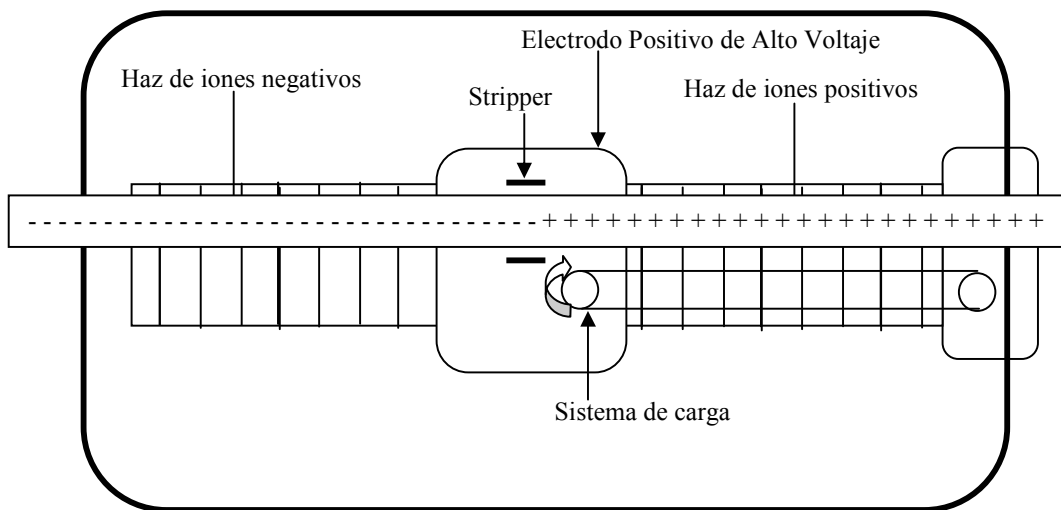 Electrodo Positivo de Alto Voltaje
Haz de iones negativos
Stripper
Haz de iones positivos
- - - - - - - - - - - - - - - - - - - - - - - - - - - - - - - - - - - - + + + + + + + + + + + + + + + + + + + + + + + +
Sistema de carga